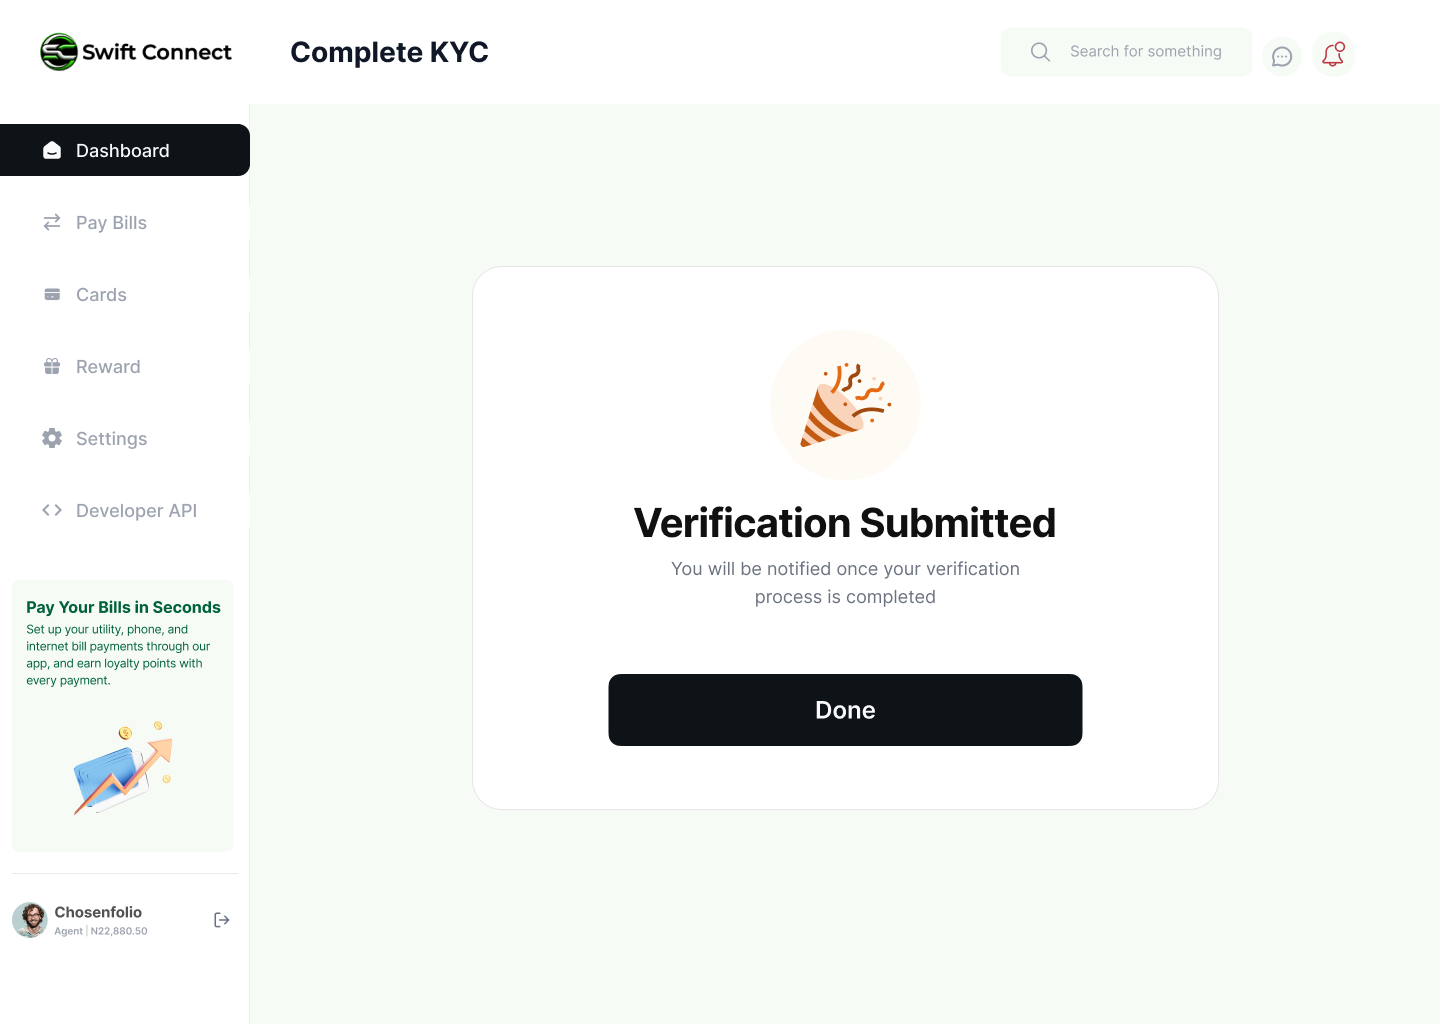 Swift Connect
Complete KYC
Search for something
Dashboard
Pay Bills
Cards
Reward
Settings
Developer API
Pay Your Bills in Seconds
Set up your utility, phone, and
internet bill payments through our
app, and earn loyalty points with
every payment.
Chosenfolio
Agent | N22,880.50
Verification Submitted
You will be notified once your verification
process is completed
Done